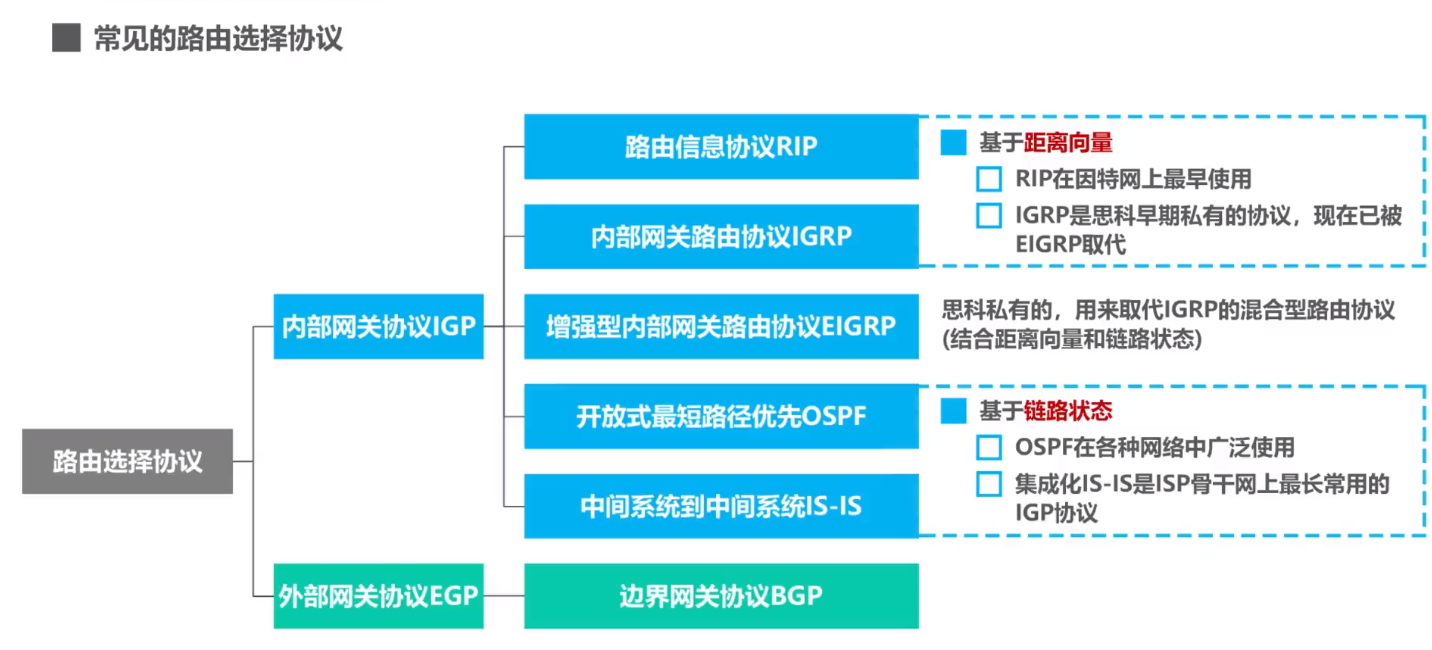 常见的路由选择协议
路由信息协议RIP
基于距离向量
RIP在因特网上最早使用
内部网关路由协议IGRP
IGRP是思科早期私有的协议，现在已被
EIGRP取代
内部网关协议IGP
增强型内部网关路由协议EIGRP
思科私有的，用来取代IGRP的混合型路由协议
(结合距离向量和链路状态)
开放式最短路径优先OSPF
基于链路状态
OSPF在各种网络中广泛使用
路由选择协议
中间系统到中间系统IS-IS
集成化IS-IS是ISP骨干网上最长常用的
IGP协议
外部网关协议EGP
边界网关协议BGP